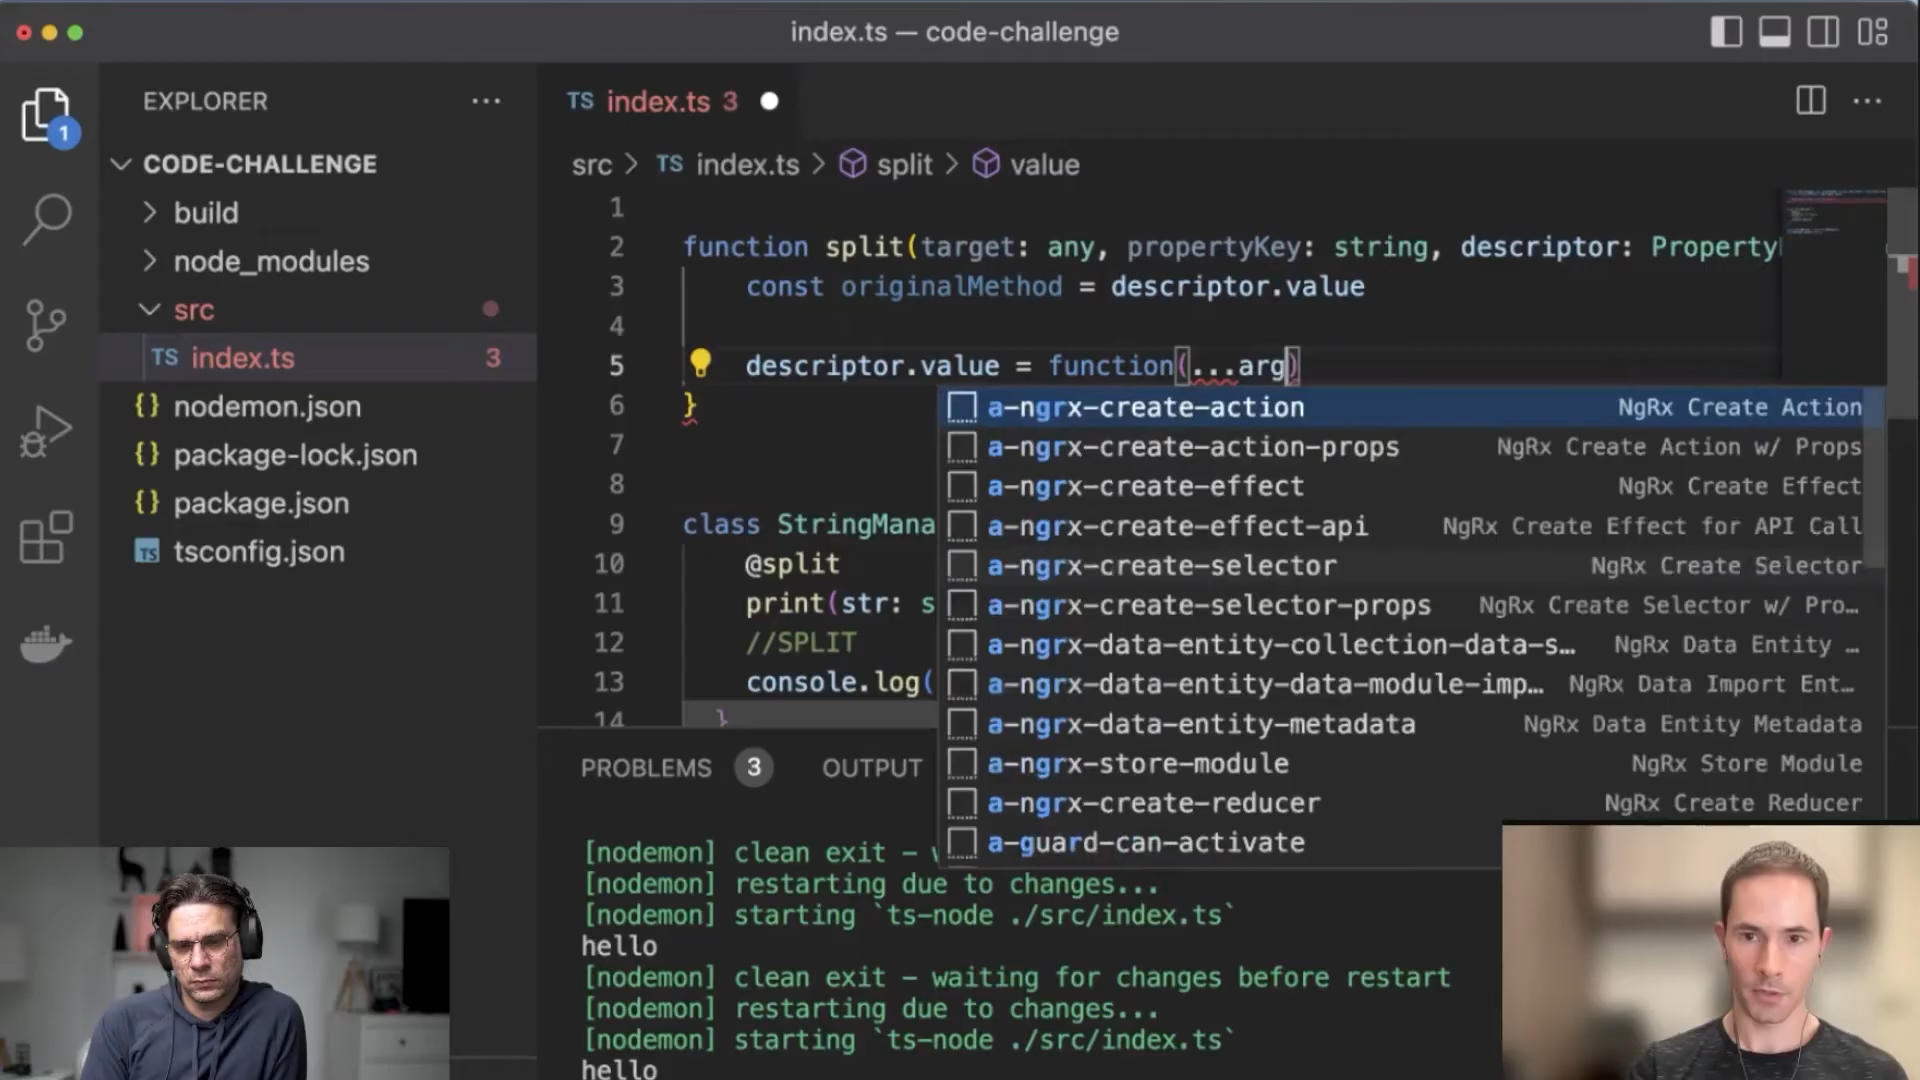 index.ts — code-challenge
EXPLORER
1
CODE-CHALLENGE
build
node_modules
src
TS index.ts 3
{} nodemon.json
{} package-lock.json
{} package.json
TS tsconfig.json
TS index.ts 3
src > TS index.ts > split > value
1
2 function split(target: any, propertyKey: string, descriptor: Property
3 const originalMethod = descriptor.value
4
5 descriptor.value = function(...arg)
6 }
7
8
9 class StringMana
10 @split
11 print(str: s
12 //SPLIT
13 console.log(
14 }
a-ngrx-create-action NgRx Create Action
a-ngrx-create-action-props NgRx Create Action w/ Props
a-ngrx-create-effect NgRx Create Effect
a-ngrx-create-effect-api NgRx Create Effect for API Call
a-ngrx-create-selector NgRx Create Selector
a-ngrx-create-selector-props NgRx Create Selector w/ Pro…
a-ngrx-data-entity-collection-data-s… NgRx Data Entity …
a-ngrx-data-entity-data-module-imp… NgRx Data Import Ent…
a-ngrx-data-entity-metadata NgRx Data Entity Metadata
a-ngrx-store-module NgRx Store Module
a-ngrx-create-reducer NgRx Create Reducer
a-guard-can-activate
PROBLEMS 3 OUTPUT
[nodemon] clean exit -
[nodemon] restarting due to changes...
[nodemon] starting `ts-node ./src/index.ts`
hello
[nodemon] clean exit - waiting for changes before restart
[nodemon] restarting due to changes...
[nodemon] starting `ts-node ./src/index.ts`
hello